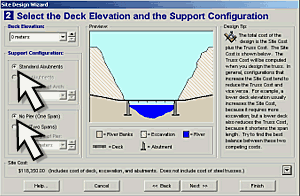 Site Design Wizard
2 Select the Deck Elevation and the Support Configuration
Deck Elevation:
0 meters
Support Configuration:
Standard Abutments
No Pier (One Span)
Two Spans)
Site Cost:
$118,350.00 (Includes cost of deck, excavation, and abutments. Does not include cost of steel trusses.)
Preview:
River Banks
Excavation
River
Deck
Abutment
Design Tip:
The total cost of
the design is the Site Cost
plus the Truss Cost. The Site
Cost is shown below. The
Truss Cost will be computed
when you design the truss. In
general, configurations that
increase the Site Cost tend to
reduce the Truss Cost and
vice versa. For example, a
lower deck elevation usually
increases the Site Cost,
because it requires more
excavation; but a lower deck
also reduces the Truss Cost,
because it shortens the span
length. Try to find the best
balance between these two
competing costs.
Help...
Cancel
<< Back
Next >>
Finish